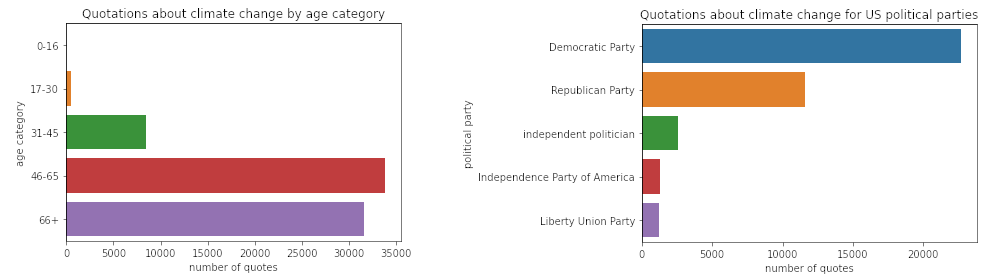 Quotations about climate change by age category
age category
0-16
17-30
31-45
46-65
66+
0 5000 10000 15000 20000 25000 30000 35000
number of quotes
Quotations about climate change for US political parties
political party
Democratic Party
Republican Party
independent politician
Independence Party of America
Liberty Union Party
0 5000 10000 15000 20000
number of quotes